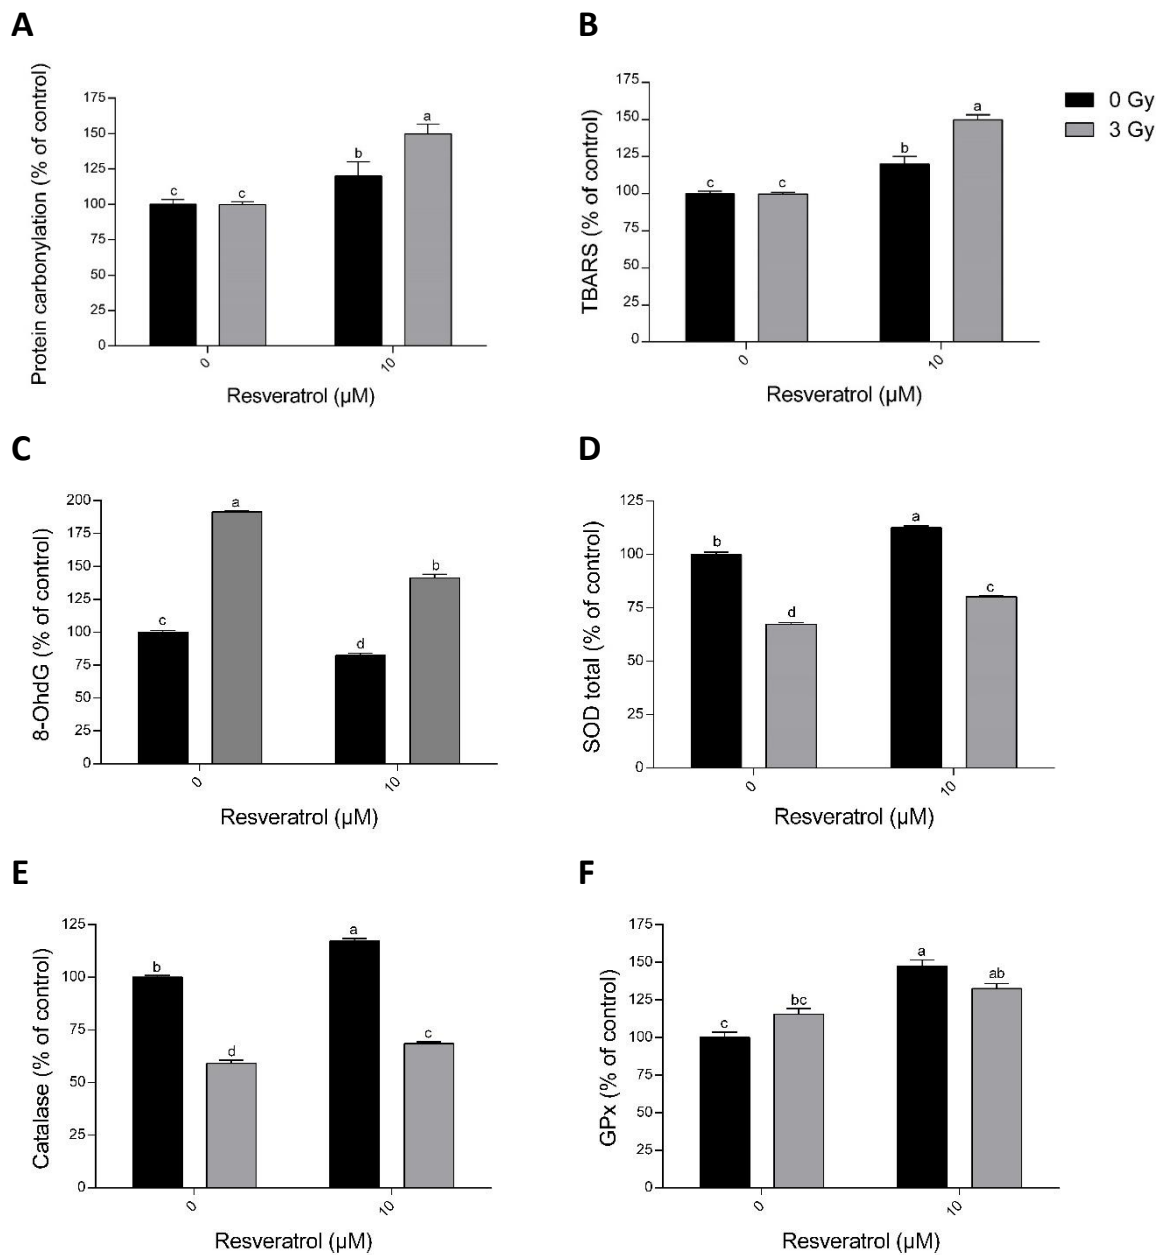 A
Protein carbonylation (% of control)
175
150
125
100
75
50
25
0
c
c
b
a
0
10
Resveratrol (µM)
B
TBARS (% of control)
175
150
125
100
75
50
25
0
c
c
b
a
0
10
Resveratrol (µM)
0 Gy
3 Gy
C
8-OhdG (% of control)
200
175
150
125
100
75
50
25
0
c
a
d
b
0
10
Resveratrol (µM)
D
SOD total (% of control)
125
100
75
50
25
0
b
d
a
c
0
10
Resveratrol (µM)
E
Catalase (% of control)
125
100
75
50
25
0
b
d
a
c
0
10
Resveratrol (µM)
F
GPx (% of control)
175
150
125
100
75
50
25
0
c
bc
a
ab
0
10
Resveratrol (µM)